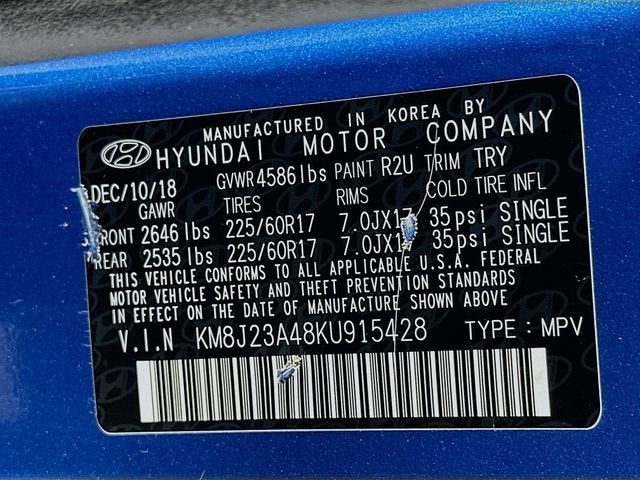 MANUFACTURED IN KOREA BY
HYUNDAI MOTOR COMPANY
DEC/10/18 GVWR 4586lbs PAINT R2U TRIM TRY
GAWR TIRES RIMS COLD TIRE INFL
FRONT 2646 lbs 225/60R17 7.0JX17 35psi SINGLE
REAR 2535 lbs 225/60R17 7.0JX17 35psi SINGLE
THIS VEHICLE CONFORMS TO ALL APPLICABLE U.S.A. FEDERAL
MOTOR VEHICLE SAFETY AND THEFT PREVENTION STANDARDS
IN EFFECT ON THE DATE OF MANUFACTURE SHOWN ABOVE.
V.I.N KM8J23A48KU915428 TYPE: MPV